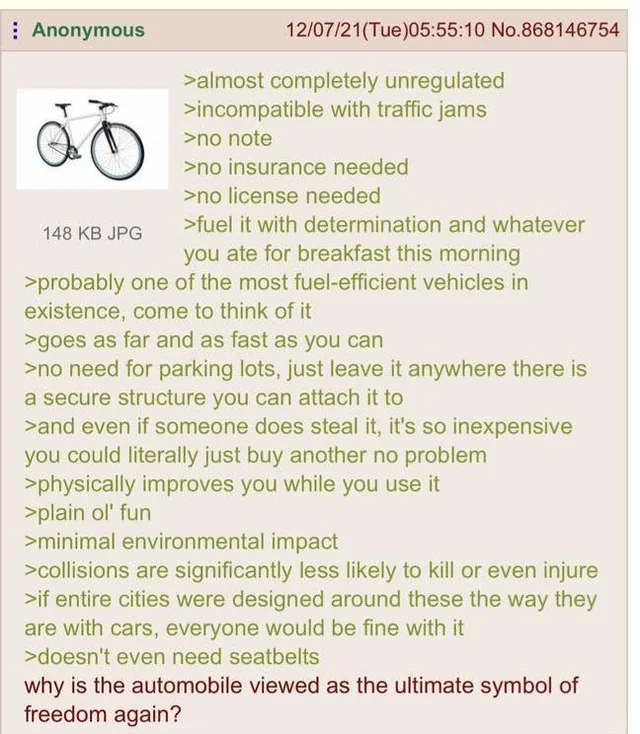 Anonymous 12/07/21(Tue)05:55:10 No.868146754
>almost completely unregulated
>incompatible with traffic jams
>no note
>no insurance needed
>no license needed
148 KB JPG
>fuel it with determination and whatever
you ate for breakfast this morning
>probably one of the most fuel-efficient vehicles in
existence, come to think of it
>goes as far and as fast as you can
>no need for parking lots, just leave it anywhere there is
a secure structure you can attach it to
>and even if someone does steal it, it's so inexpensive
you could literally just buy another no problem
>physically improves you while you use it
>plain ol' fun
>minimal environmental impact
>collisions are significantly less likely to kill or even injure
>if entire cities were designed around these the way they
are with cars, everyone would be fine with it
>doesn't even need seatbelts
why is the automobile viewed as the ultimate symbol of
freedom again?